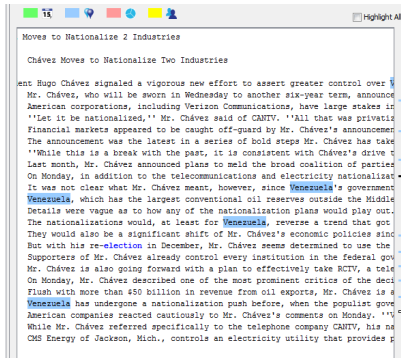 15,
Highlight All
Moves to Nationalize 2 Industries
Chávez Moves to Nationalize Two Industries
ent Hugo Chávez signaled a vigorous new effort to assert greater control over V
Mr. Chávez, who will be sworn in Wednesday to another six-year term, announce
American corporations, including Verizon Communications, have large stakes in
''Let it be nationalized,'' Mr. Chávez said of CANTV. ''All that was privatiz
Financial markets appeared to be caught off-guard by Mr. Chávez's announcemen
The announcement was the latest in a series of bold steps Mr. Chávez has take
''While this is a break with the past, it is consistent with Chávez's drive t
Last month, Mr. Chávez announced plans to meld the broad coalition of parties
On Monday, in addition to the telecommunications and electricity nationalizat
It was not clear what Mr. Chávez meant, however, since Venezuela's government
Venezuela, which has the largest conventional oil reserves outside the Middle
Details were vague as to how any of the nationalization plans would play out.
The nationalizations would, at least for Venezuela, reverse a trend that got
They would also be a significant shift of Mr. Chávez's economic policies sinc
But with his re-election in December, Mr. Chávez seems determined to use the
Supporters of Mr. Chávez already control every institution in the federal gov
Mr. Chávez is also going forward with a plan to effectively take RCTV, a tele
On Monday, Mr. Chávez described one of the most prominent critics of the deci
Flush with more than $50 billion in revenue from oil exports, Mr. Chávez is a
Venezuela has undergone a nationalization push before, when the populist gove
American companies reacted cautiously to Mr. Chávez's comments on Monday. ''V
While Mr. Chávez referred specifically to the telephone company CANTV, his na
CMS Energy of Jackson, Mich., controls an electricity utility that provides p